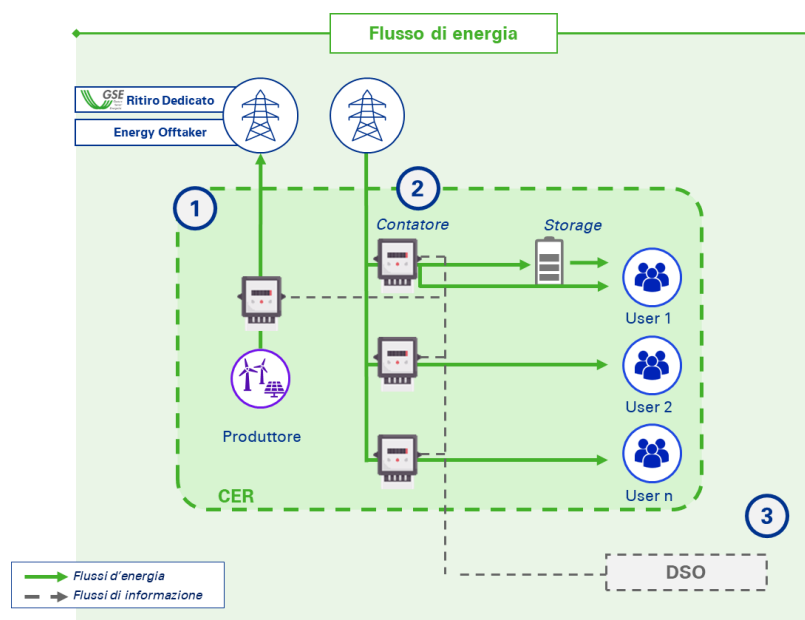 Flusso di energia
GSE
Ritiro Dedicato
Energy Offtaker
1
2
Contatore
Storage
User 1
User 2
Produttore
User n
CER
3
DSO
Flussi d'energia
Flussi di informazione